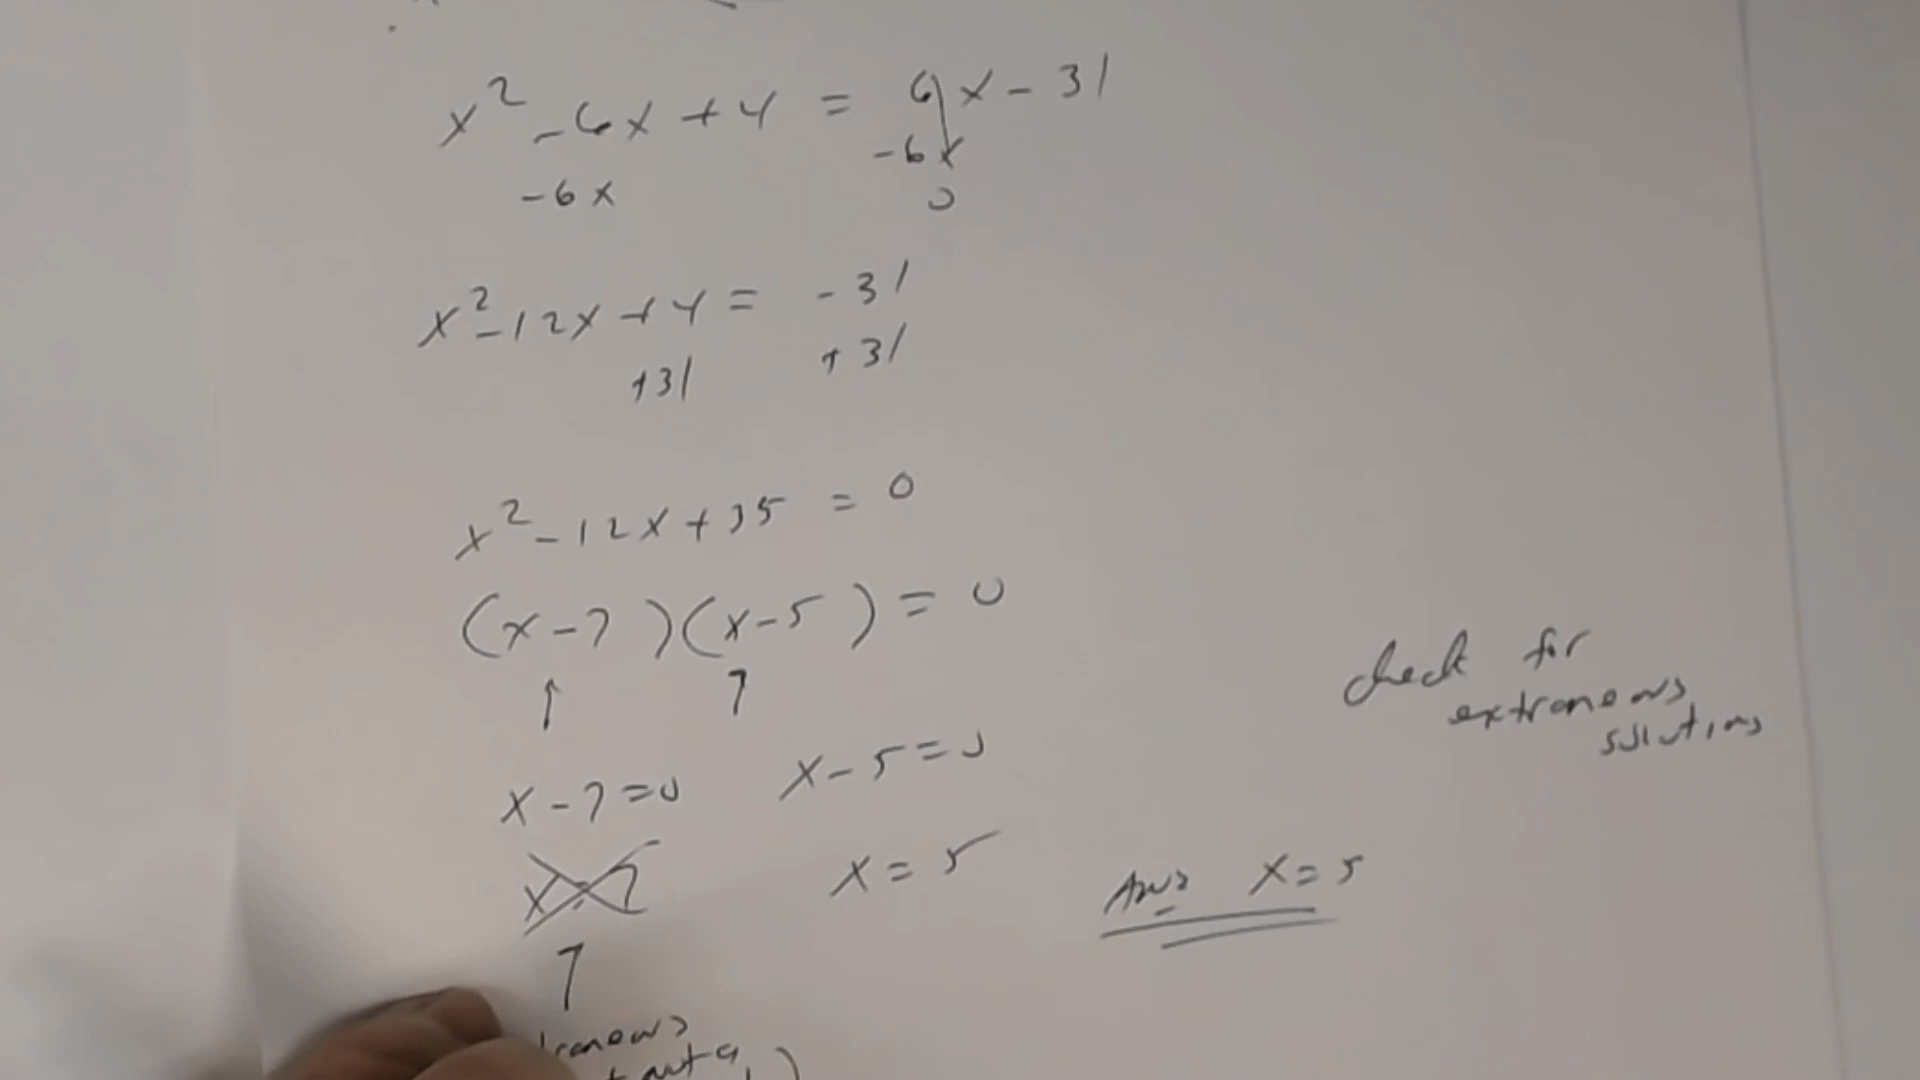 x² - 6x + 4 = 6x - 31
-6x -6x
0
x² - 12x + 4 = -31
+31 +31
x² - 12x + 35 = 0
(x - 7)(x - 5) = 0
check for
extraneous
solutions
x - 7 = 0 x - 5 = 0
x = 7 x = 5 Ans x = 5